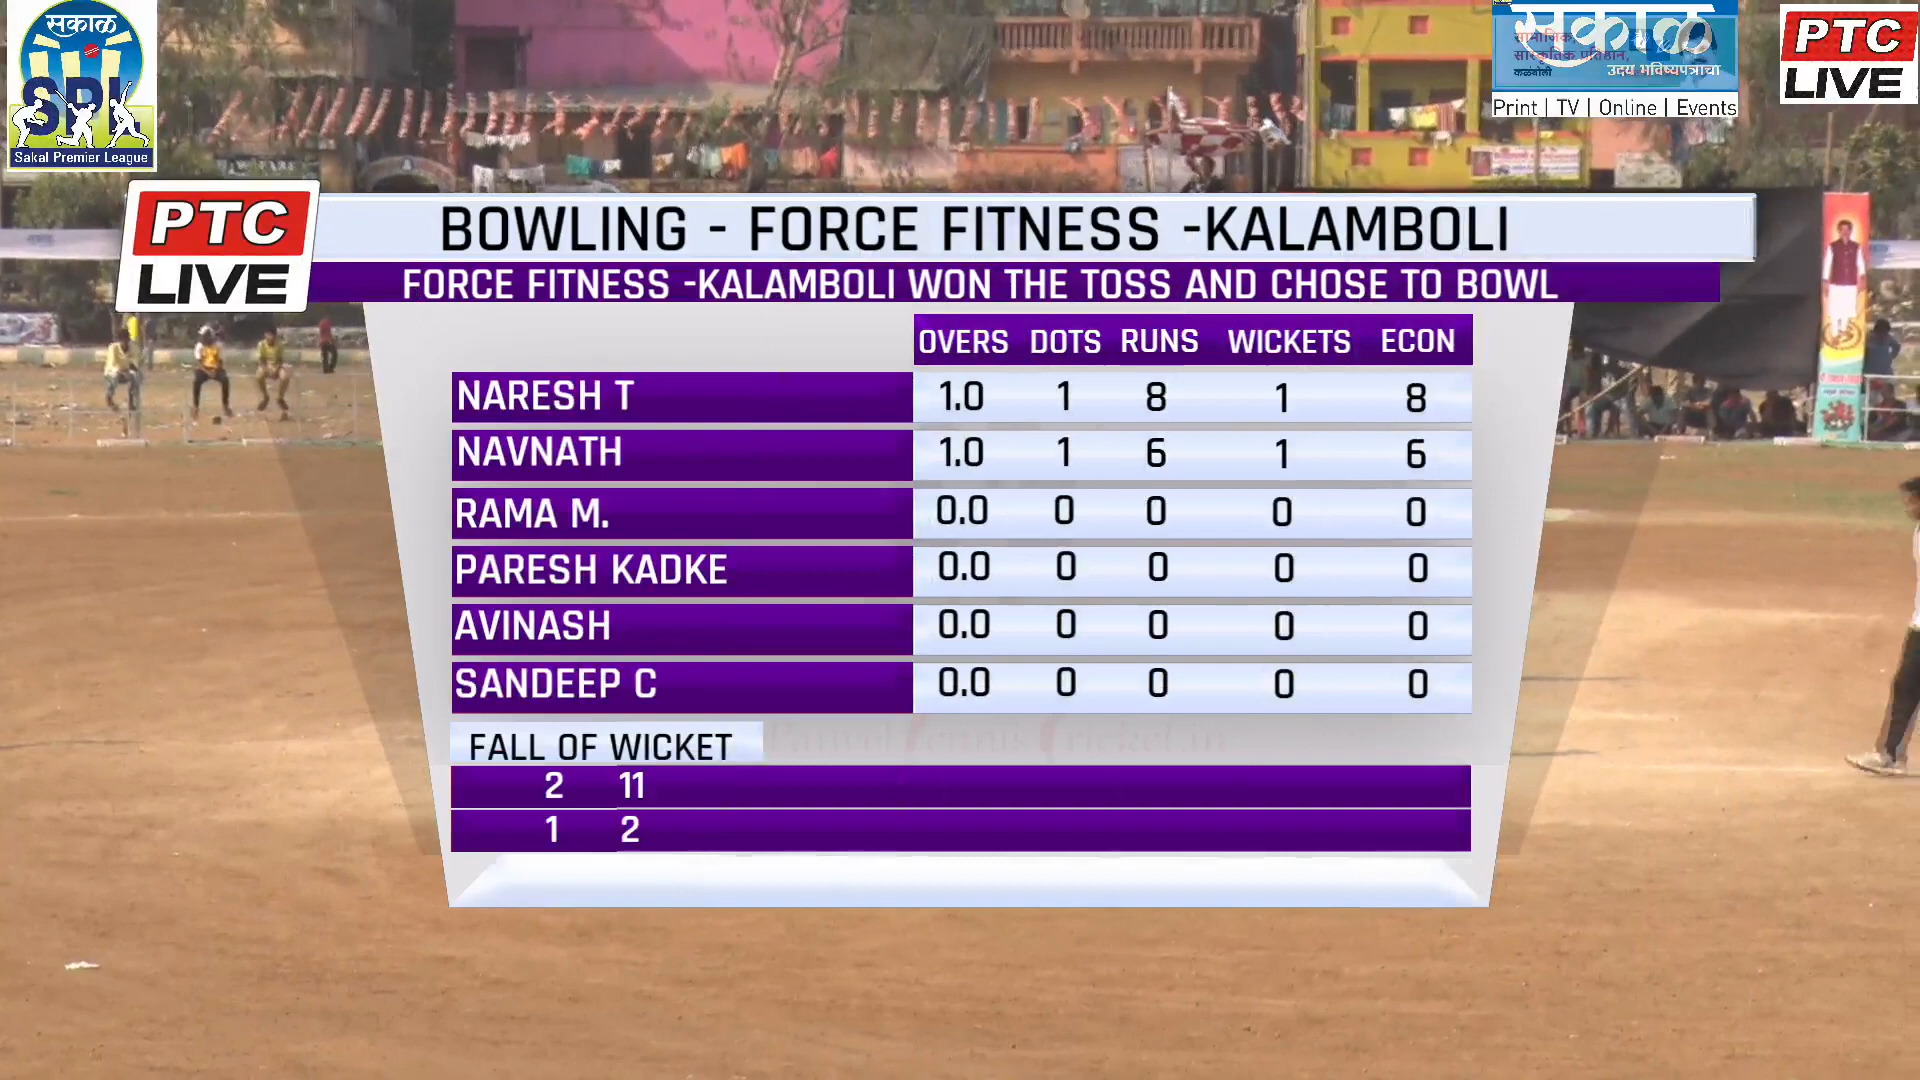 सकाळ
SPL
Sakal Premier League
सकाळ
सामाजिक,
सांस्कृतिक प्रतिष्ठान,
कळंबोली
उदय भविष्यपत्राचा
Print | TV | Online | Events
PTC
LIVE
PTC
LIVE
BOWLING - FORCE FITNESS -KALAMBOLI
FORCE FITNESS -KALAMBOLI WON THE TOSS AND CHOSE TO BOWL
OVERS DOTS RUNS WICKETS ECON
NARESH T 1.0 1 8 1 8
NAVNATH 1.0 1 6 1 6
RAMA M. 0.0 0 0 0 0
PARESH KADKE 0.0 0 0 0 0
AVINASH 0.0 0 0 0 0
SANDEEP C 0.0 0 0 0 0
FALL OF WICKET
2 11
1 2